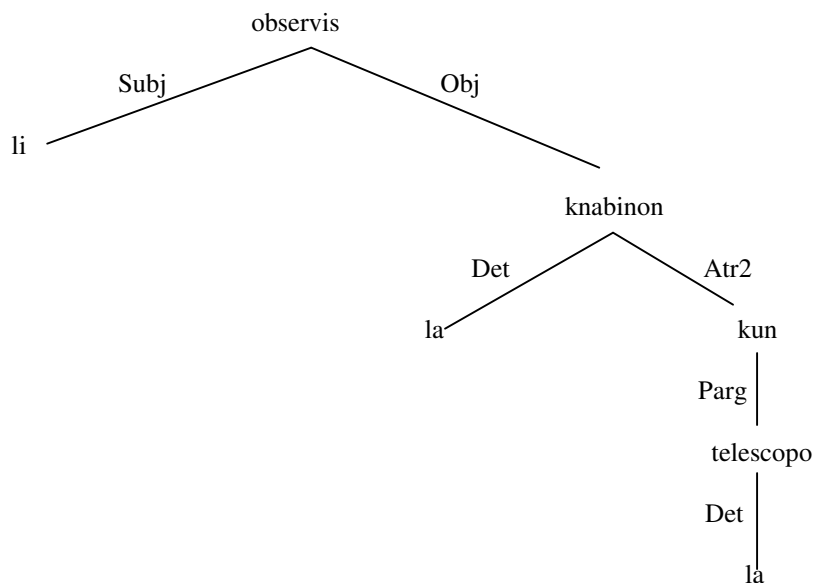 observis
Subj Obj
li
knabinon
Det Atr2
la kun
Parg
telescopo
Det
la